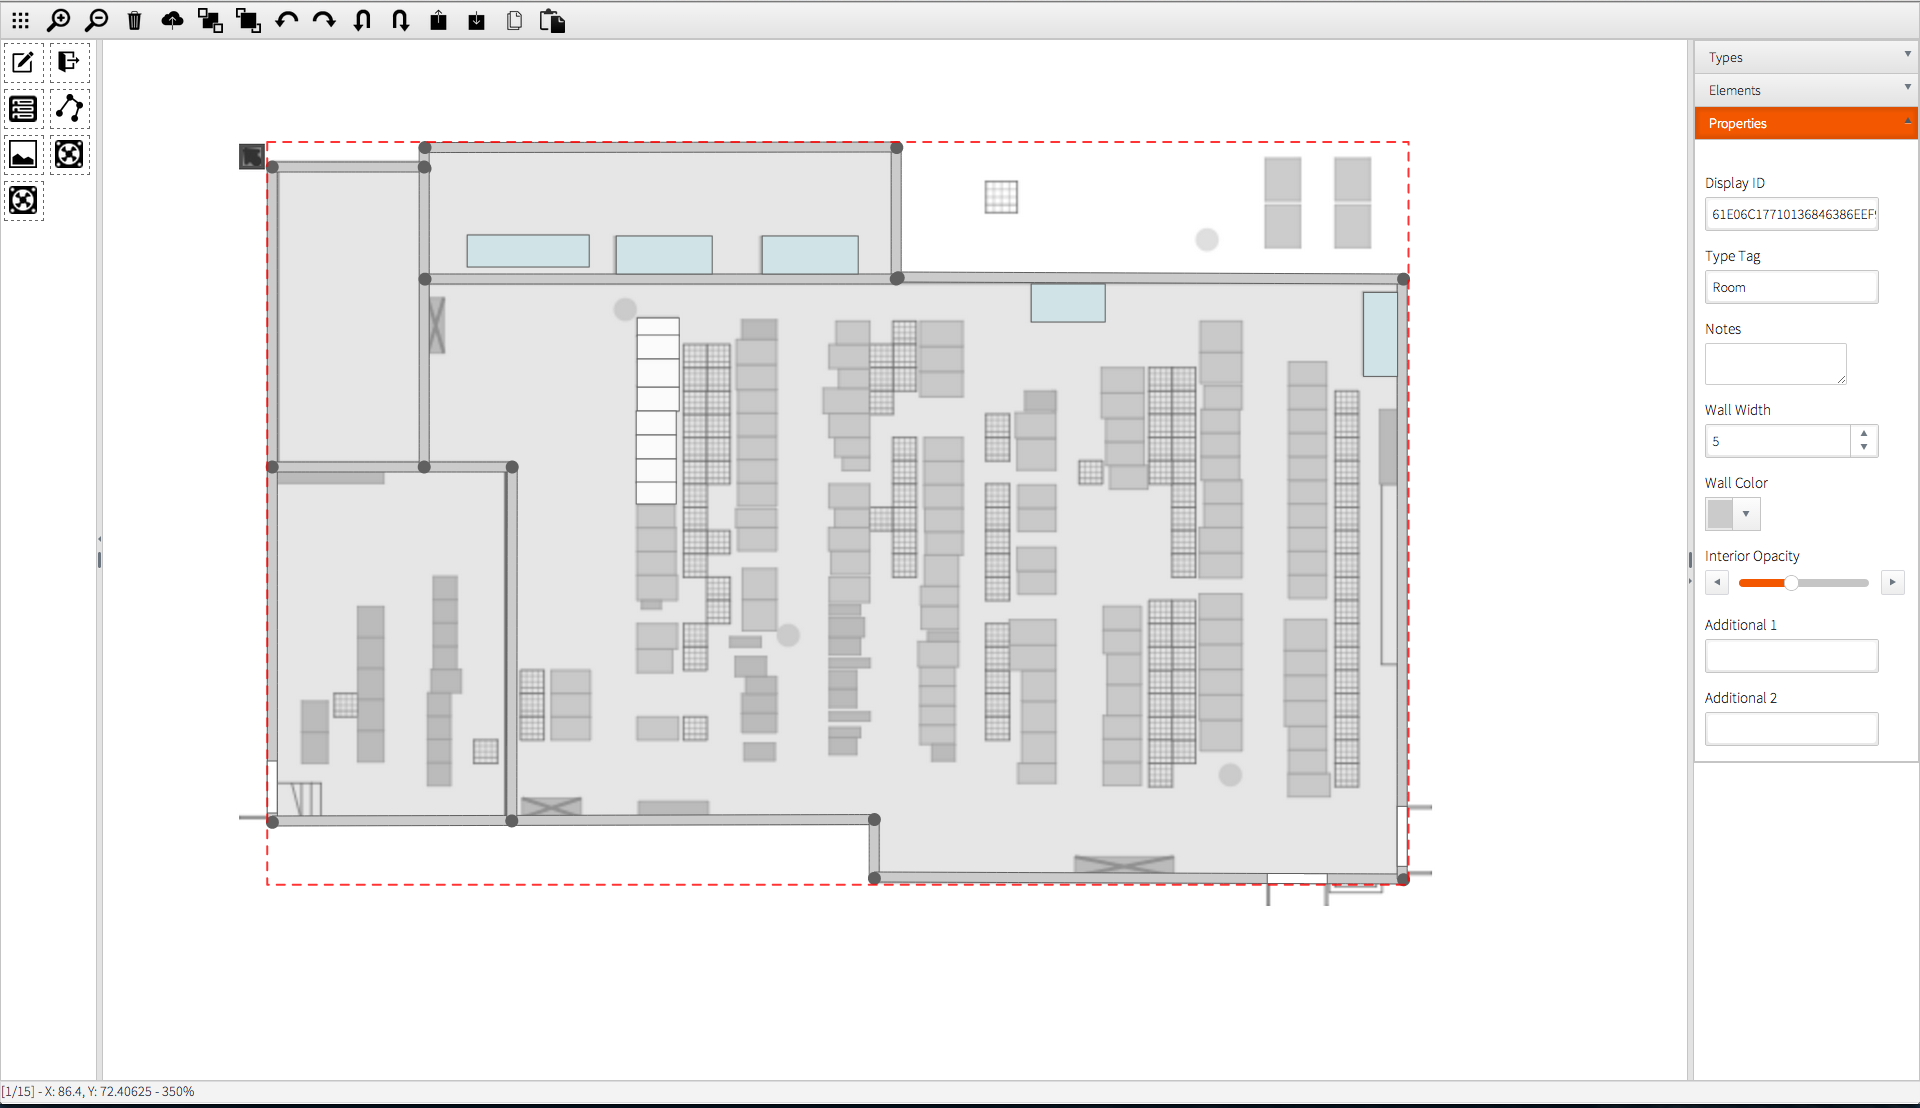 Types
Elements
Properties
Display ID
61E06C17710136846386EEF
Type Tag
Room
Notes
Wall Width
5
Wall Color
Interior Opacity
Additional 1
Additional 2
[1/15] - X: 86.4, Y: 72.40625 - 350%